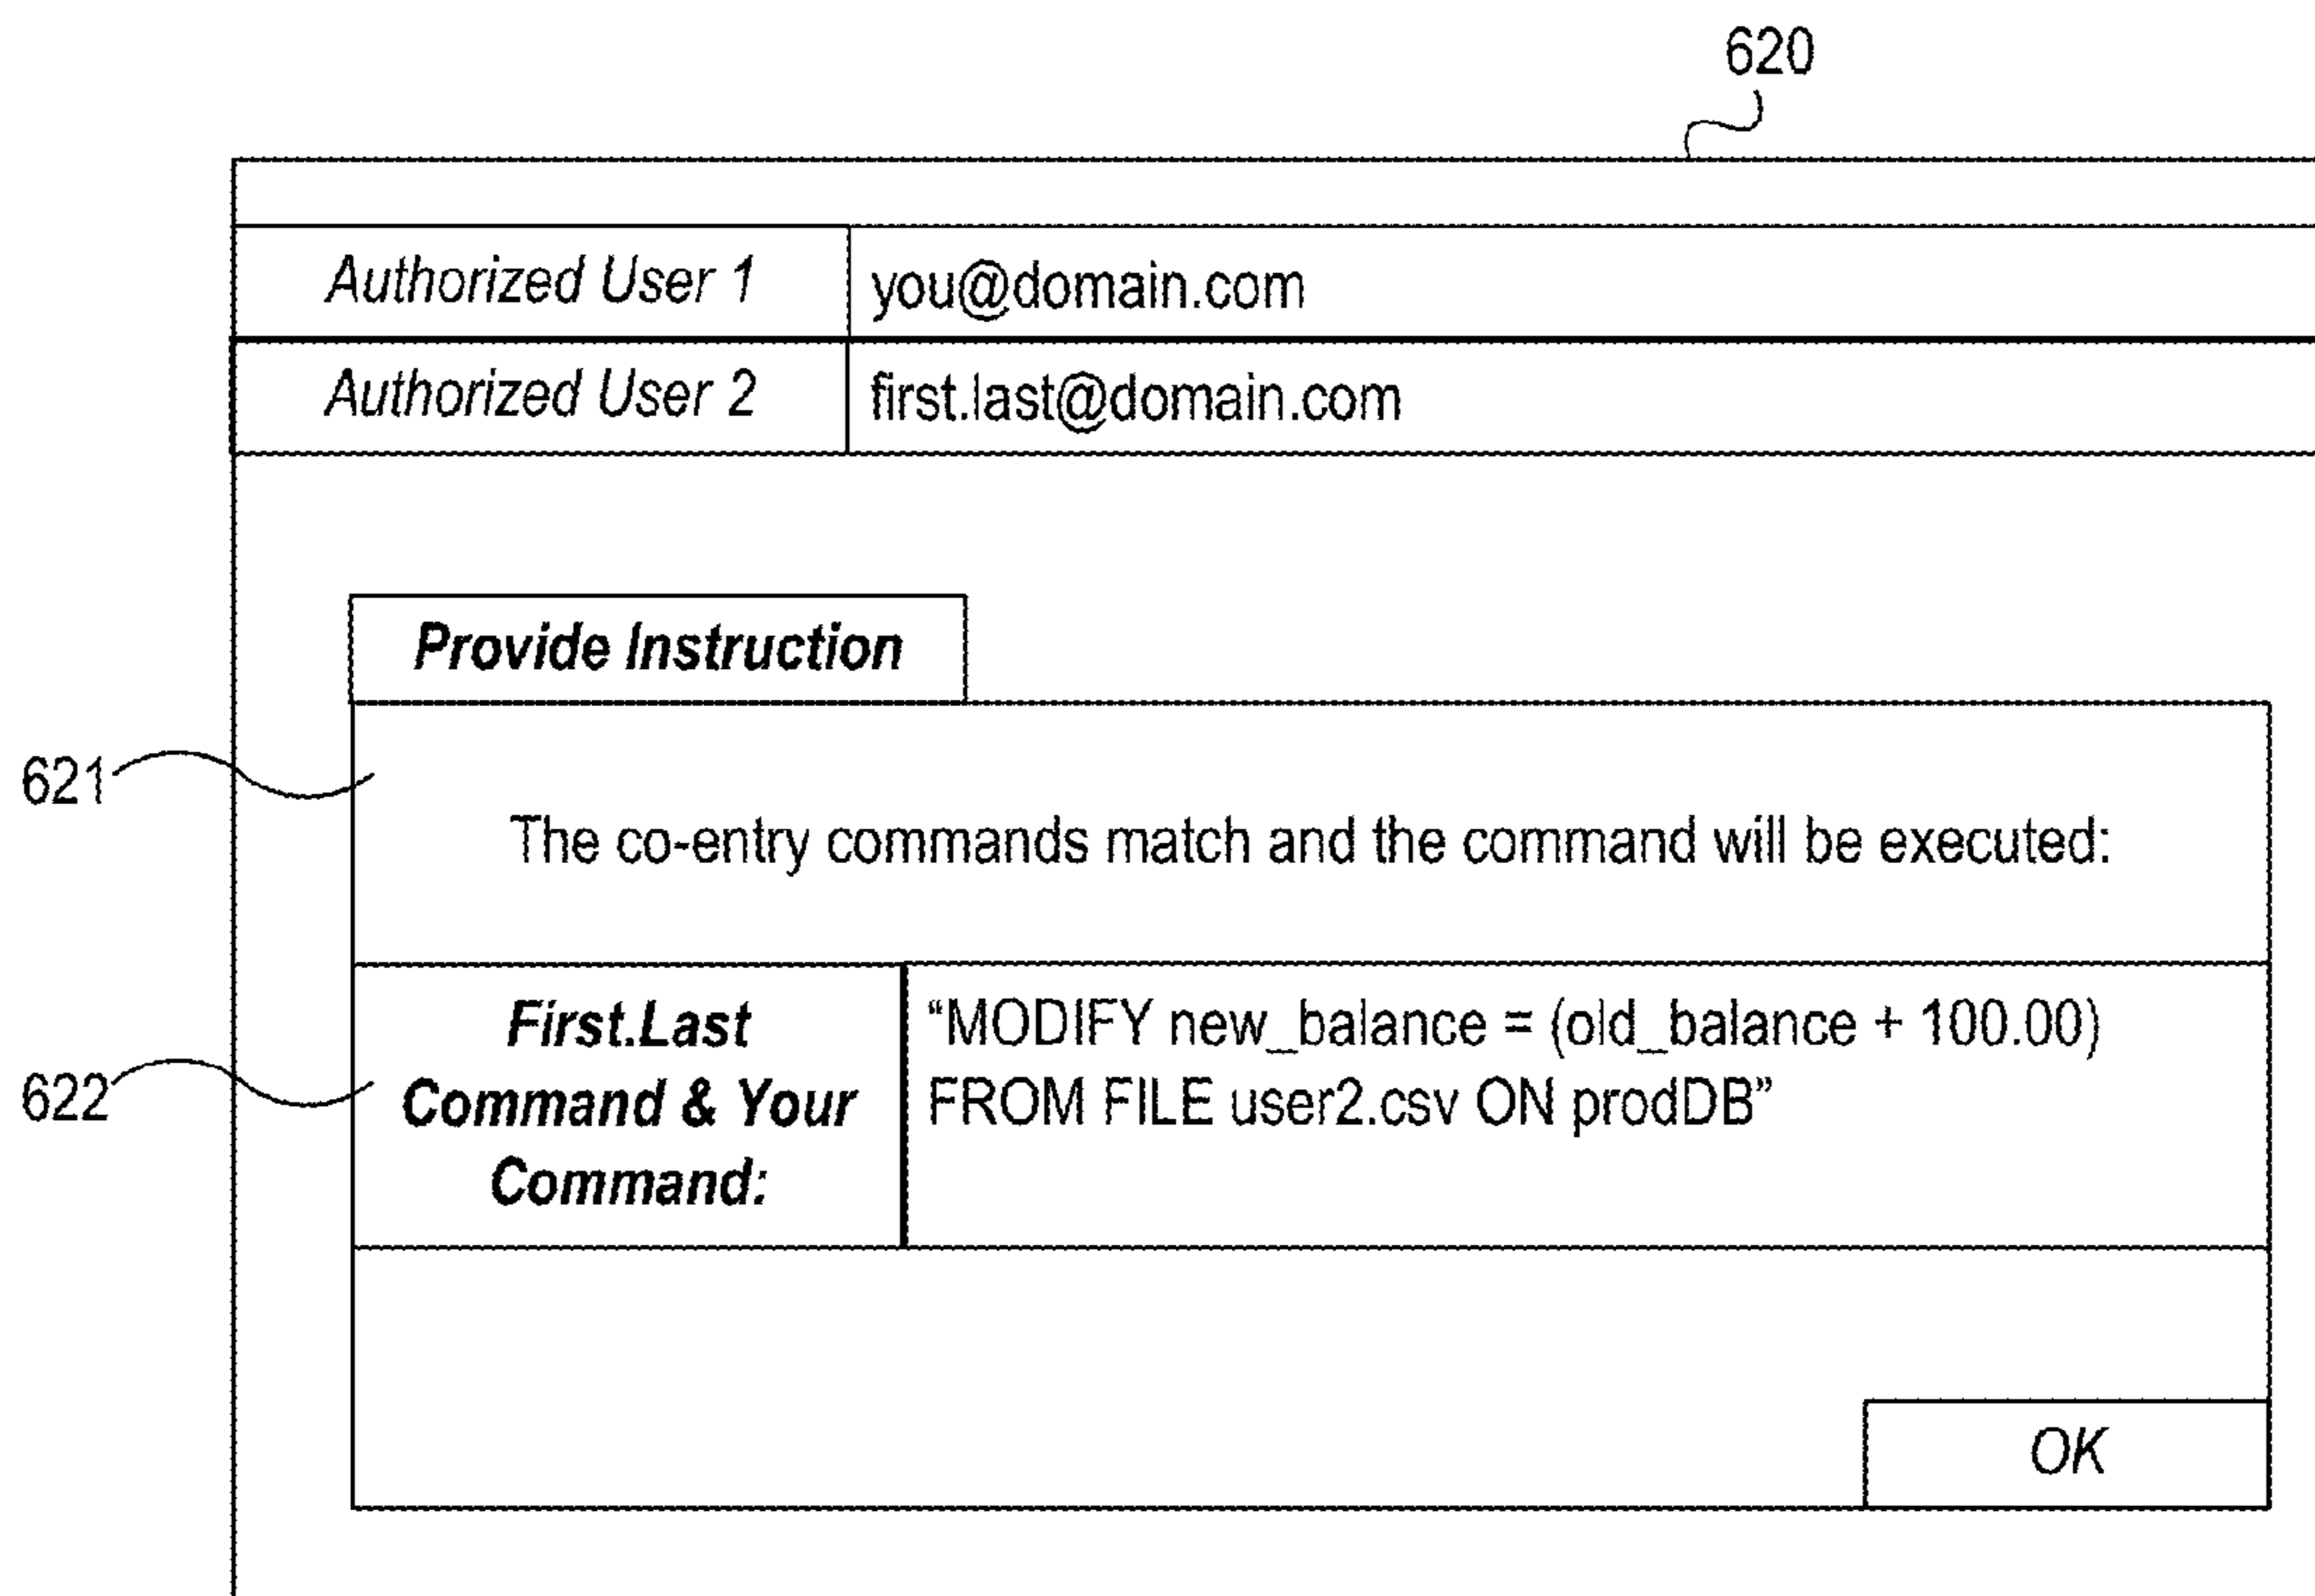 620
Authorized User 1 you@domain.com
Authorized User 2 first.last@domain.com
Provide Instruction
621
The co-entry commands match and the command will be executed:
622
First.Last
Command & Your
Command:
“MODIFY new_balance = (old_balance + 100.00)
FROM FILE user2.csv ON prodDB”
OK